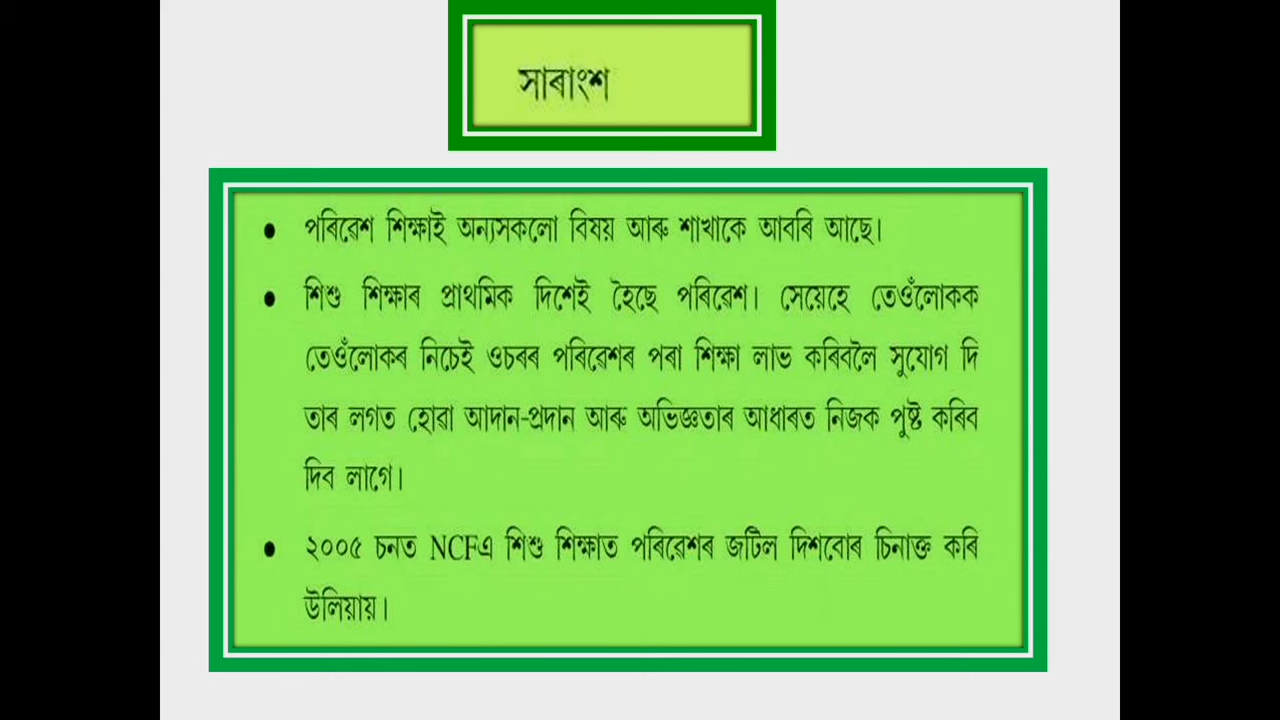 সাৰাংশ
• পৰিৱেশ শিক্ষাই অন্যসকলো বিষয় আৰু শাখাকে আবৰি আছে।
• শিশু শিক্ষাৰ প্ৰাথমিক দিশেই হৈছে পৰিৱেশ। সেয়েহে তেওঁলোকক
তেওঁলোকৰ নিচেই ওচৰৰ পৰিৱেশৰ পৰা শিক্ষা লাভ কৰিবলৈ সুযোগ দি
তাৰ লগত হোৱা আদান-প্ৰদান আৰু অভিজ্ঞতাৰ আধাৰত নিজক পুষ্ট কৰিব
দিব লাগে।
• ২০০৫ চনত NCFএ শিশু শিক্ষাত পৰিৱেশৰ জটিল দিশবোৰ চিনাক্ত কৰি
উলিয়ায়।